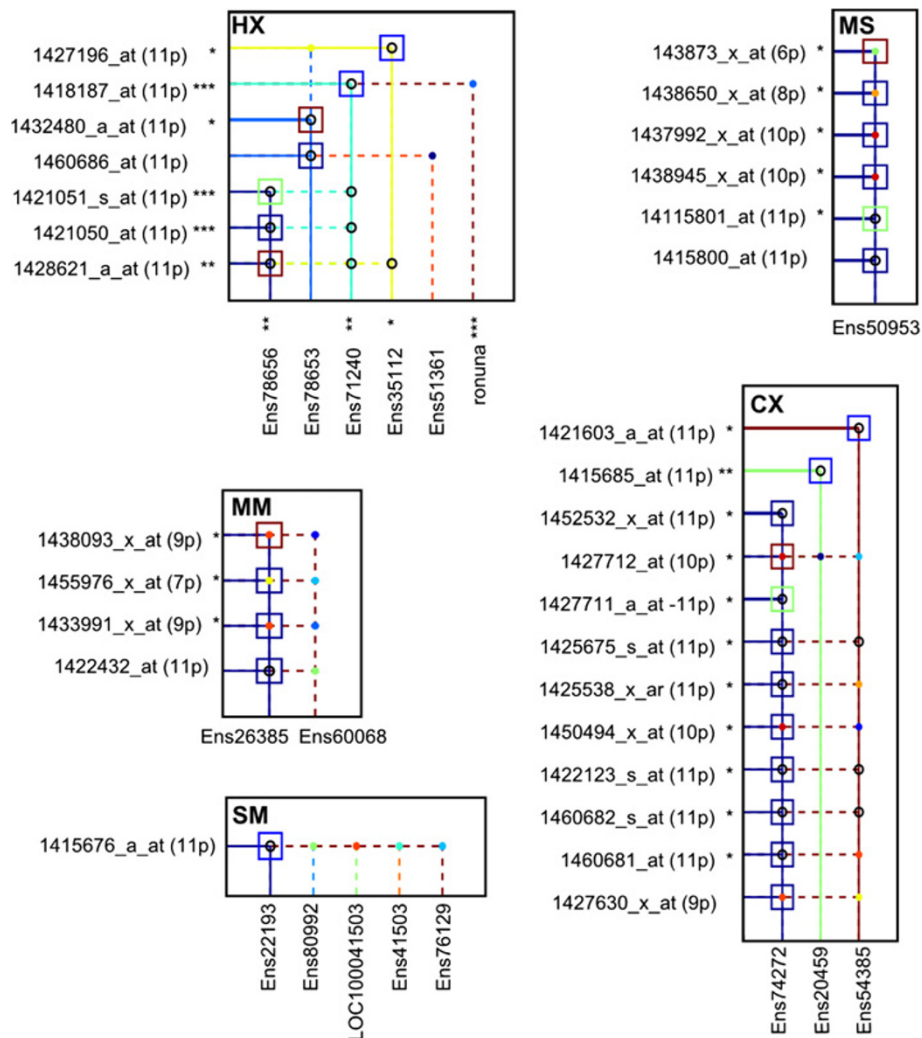 HX
1427196_at (11p) *
1418187_at (11p) ***
1432480_a_at (11p) *
1460686_at (11p)
1421051_s_at (11p) ***
1421050_at (11p) ***
1428621_a_at (11p) **
Ens78656 **
Ens78653
Ens71240 **
Ens35112 *
Ens51361
ronuna ***
MS
143873_x_at (6p) *
1438650_x_at (8p) *
1437992_x_at (10p) *
1438945_x_at (10p) *
14115801_at (11p) *
1415800_at (11p)
Ens50953
MM
1438093_x_at (9p) *
1455976_x_at (7p) *
1433991_x_at (9p) *
1422432_at (11p)
Ens26385 Ens60068
SM
1415676_a_at (11p)
Ens22193
Ens80992
LOC100041503
Ens41503
Ens76129
CX
1421603_a_at (11p) *
1415685_at (11p) **
1452532_x_at (11p) *
1427712_at (10p) *
1427711_a_at -11p) *
1425675_s_at (11p) *
1425538_x_ar (11p) *
1450494_x_at (10p) *
1422123_s_at (11p) *
1460682_s_at (11p) *
1460681_at (11p) *
1427630_x_at (9p)
Ens74272
Ens20459
Ens54385